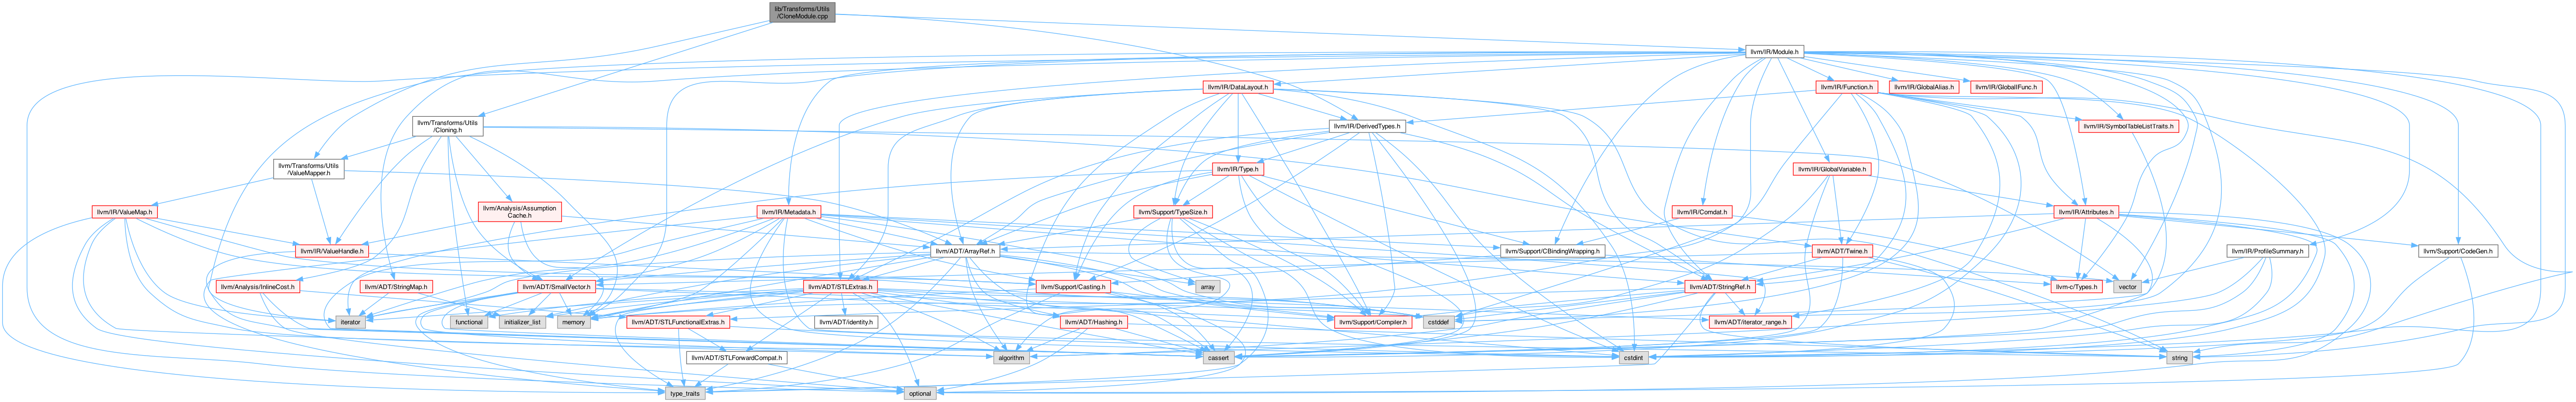 lib/Transforms/Utils
/CloneModule.cpp
llvm/IR/Module.h
llvm/IR/DataLayout.h
llvm/IR/Function.h
llvm/IR/GlobalAlias.h
llvm/IR/GlobalIFunc.h
llvm/Transforms/Utils
/Cloning.h
llvm/IR/DerivedTypes.h
llvm/IR/SymbolTableListTraits.h
llvm/Transforms/Utils
/ValueMapper.h
llvm/IR/Type.h
llvm/IR/GlobalVariable.h
llvm/IR/ValueMap.h
llvm/Analysis/Assumption
Cache.h
llvm/IR/Metadata.h
llvm/Support/TypeSize.h
llvm/IR/Comdat.h
llvm/IR/Attributes.h
llvm/IR/ValueHandle.h
llvm/ADT/ArrayRef.h
llvm/Support/CBindingWrapping.h
llvm/ADT/Twine.h
llvm/IR/ProfileSummary.h
llvm/Support/CodeGen.h
llvm/Analysis/InlineCost.h
llvm/ADT/StringMap.h
llvm/ADT/SmallVector.h
llvm/ADT/STLExtras.h
llvm/Support/Casting.h
array
llvm/ADT/StringRef.h
llvm-c/Types.h
vector
iterator
functional
initializer_list
memory
llvm/ADT/STLFunctionalExtras.h
llvm/ADT/identity.h
llvm/ADT/Hashing.h
llvm/Support/Compiler.h
cstddef
llvm/ADT/iterator_range.h
llvm/ADT/STLForwardCompat.h
algorithm
cassert
cstdint
string
type_traits
optional